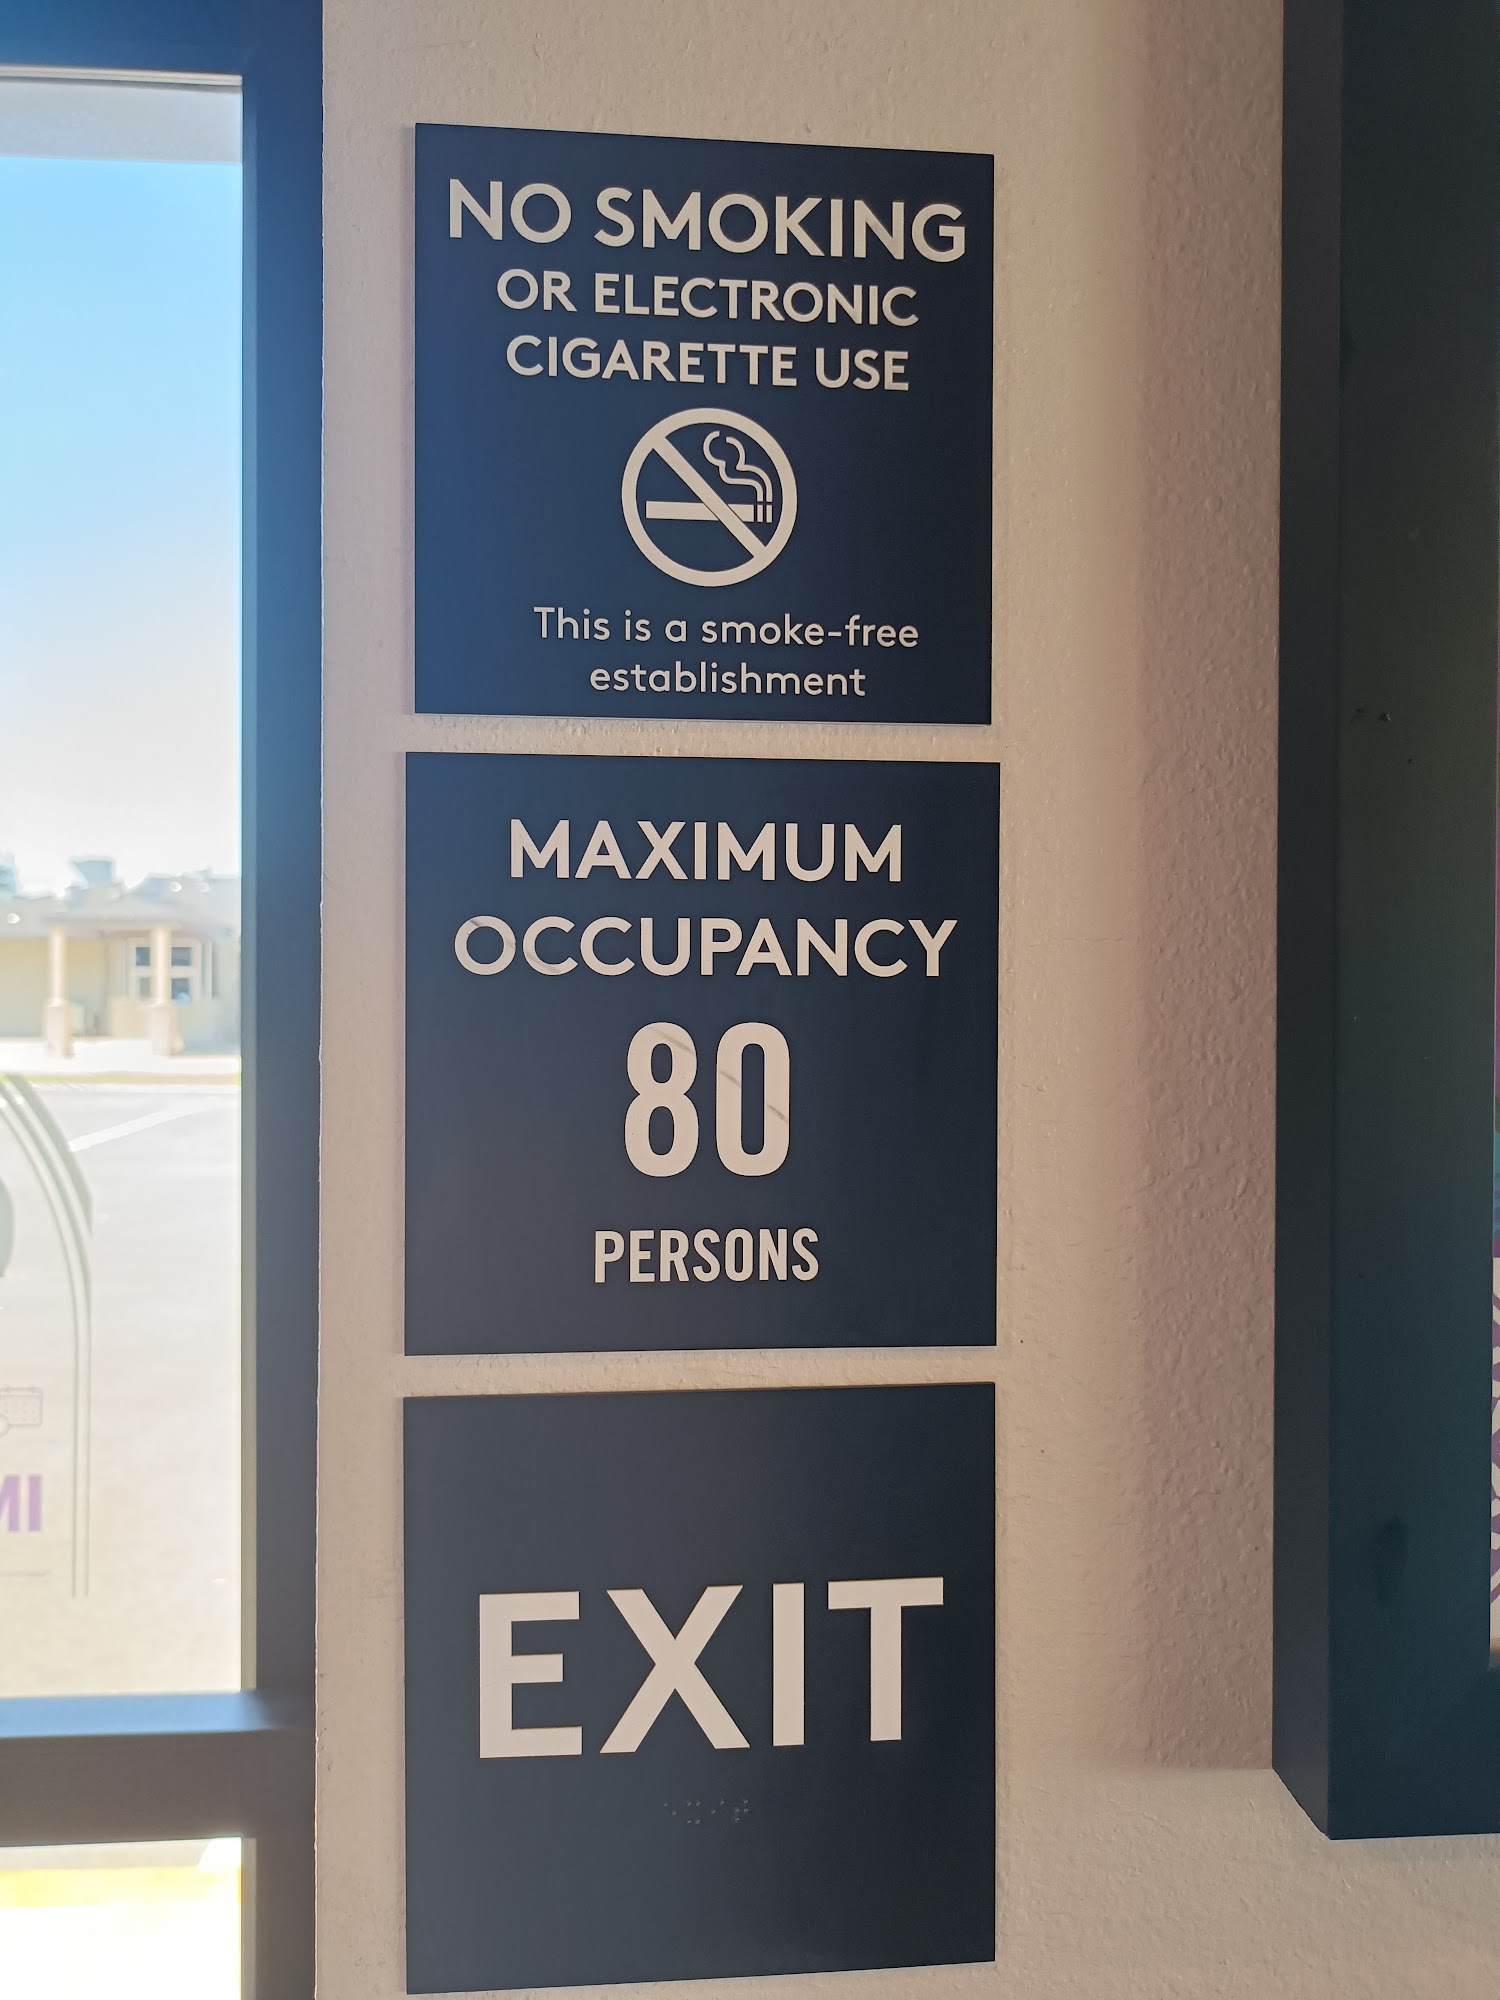 NO SMOKING
OR ELECTRONIC
CIGARETTE USE
This is a smoke-free
establishment
MAXIMUM
OCCUPANCY
80
PERSONS
EXIT